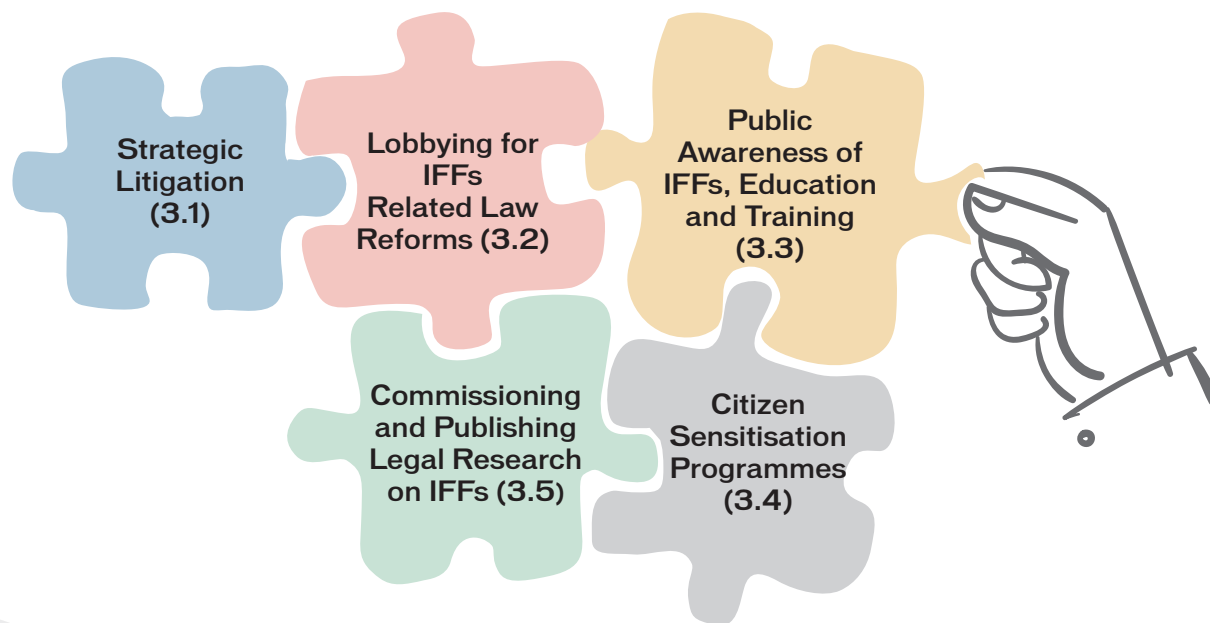 Strategic
Litigation
(3.1)
Lobbying for
IFFs
Related Law
Reforms (3.2)
Public
Awareness of
IFFs, Education
and Training
(3.3)
Commissioning
and Publishing
Legal Research
on IFFs (3.5)
Citizen
Sensitisation
Programmes
(3.4)